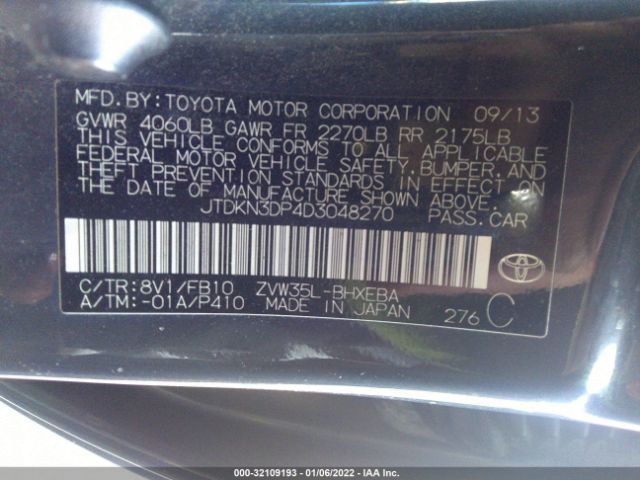 MFD. BY: TOYOTA MOTOR CORPORATION 09/13
GVWR 4060LB GAWR FR 2270LB RR 2175LB
THIS VEHICLE CONFORMS TO ALL APPLICABLE
FEDERAL MOTOR VEHICLE SAFETY, BUMPER, AND
THEFT PREVENTION STANDARDS IN EFFECT ON
THE DATE OF MANUFACTURE SHOWN ABOVE.
JTDKN3DP4D3048270 PASS. CAR
C/TR: 8V1/FB10 ZVW35L-BHXEBA
A/TM: -01A/P410 MADE IN JAPAN 276 C
000-32109193 - 01/06/2022 - IAA Inc.